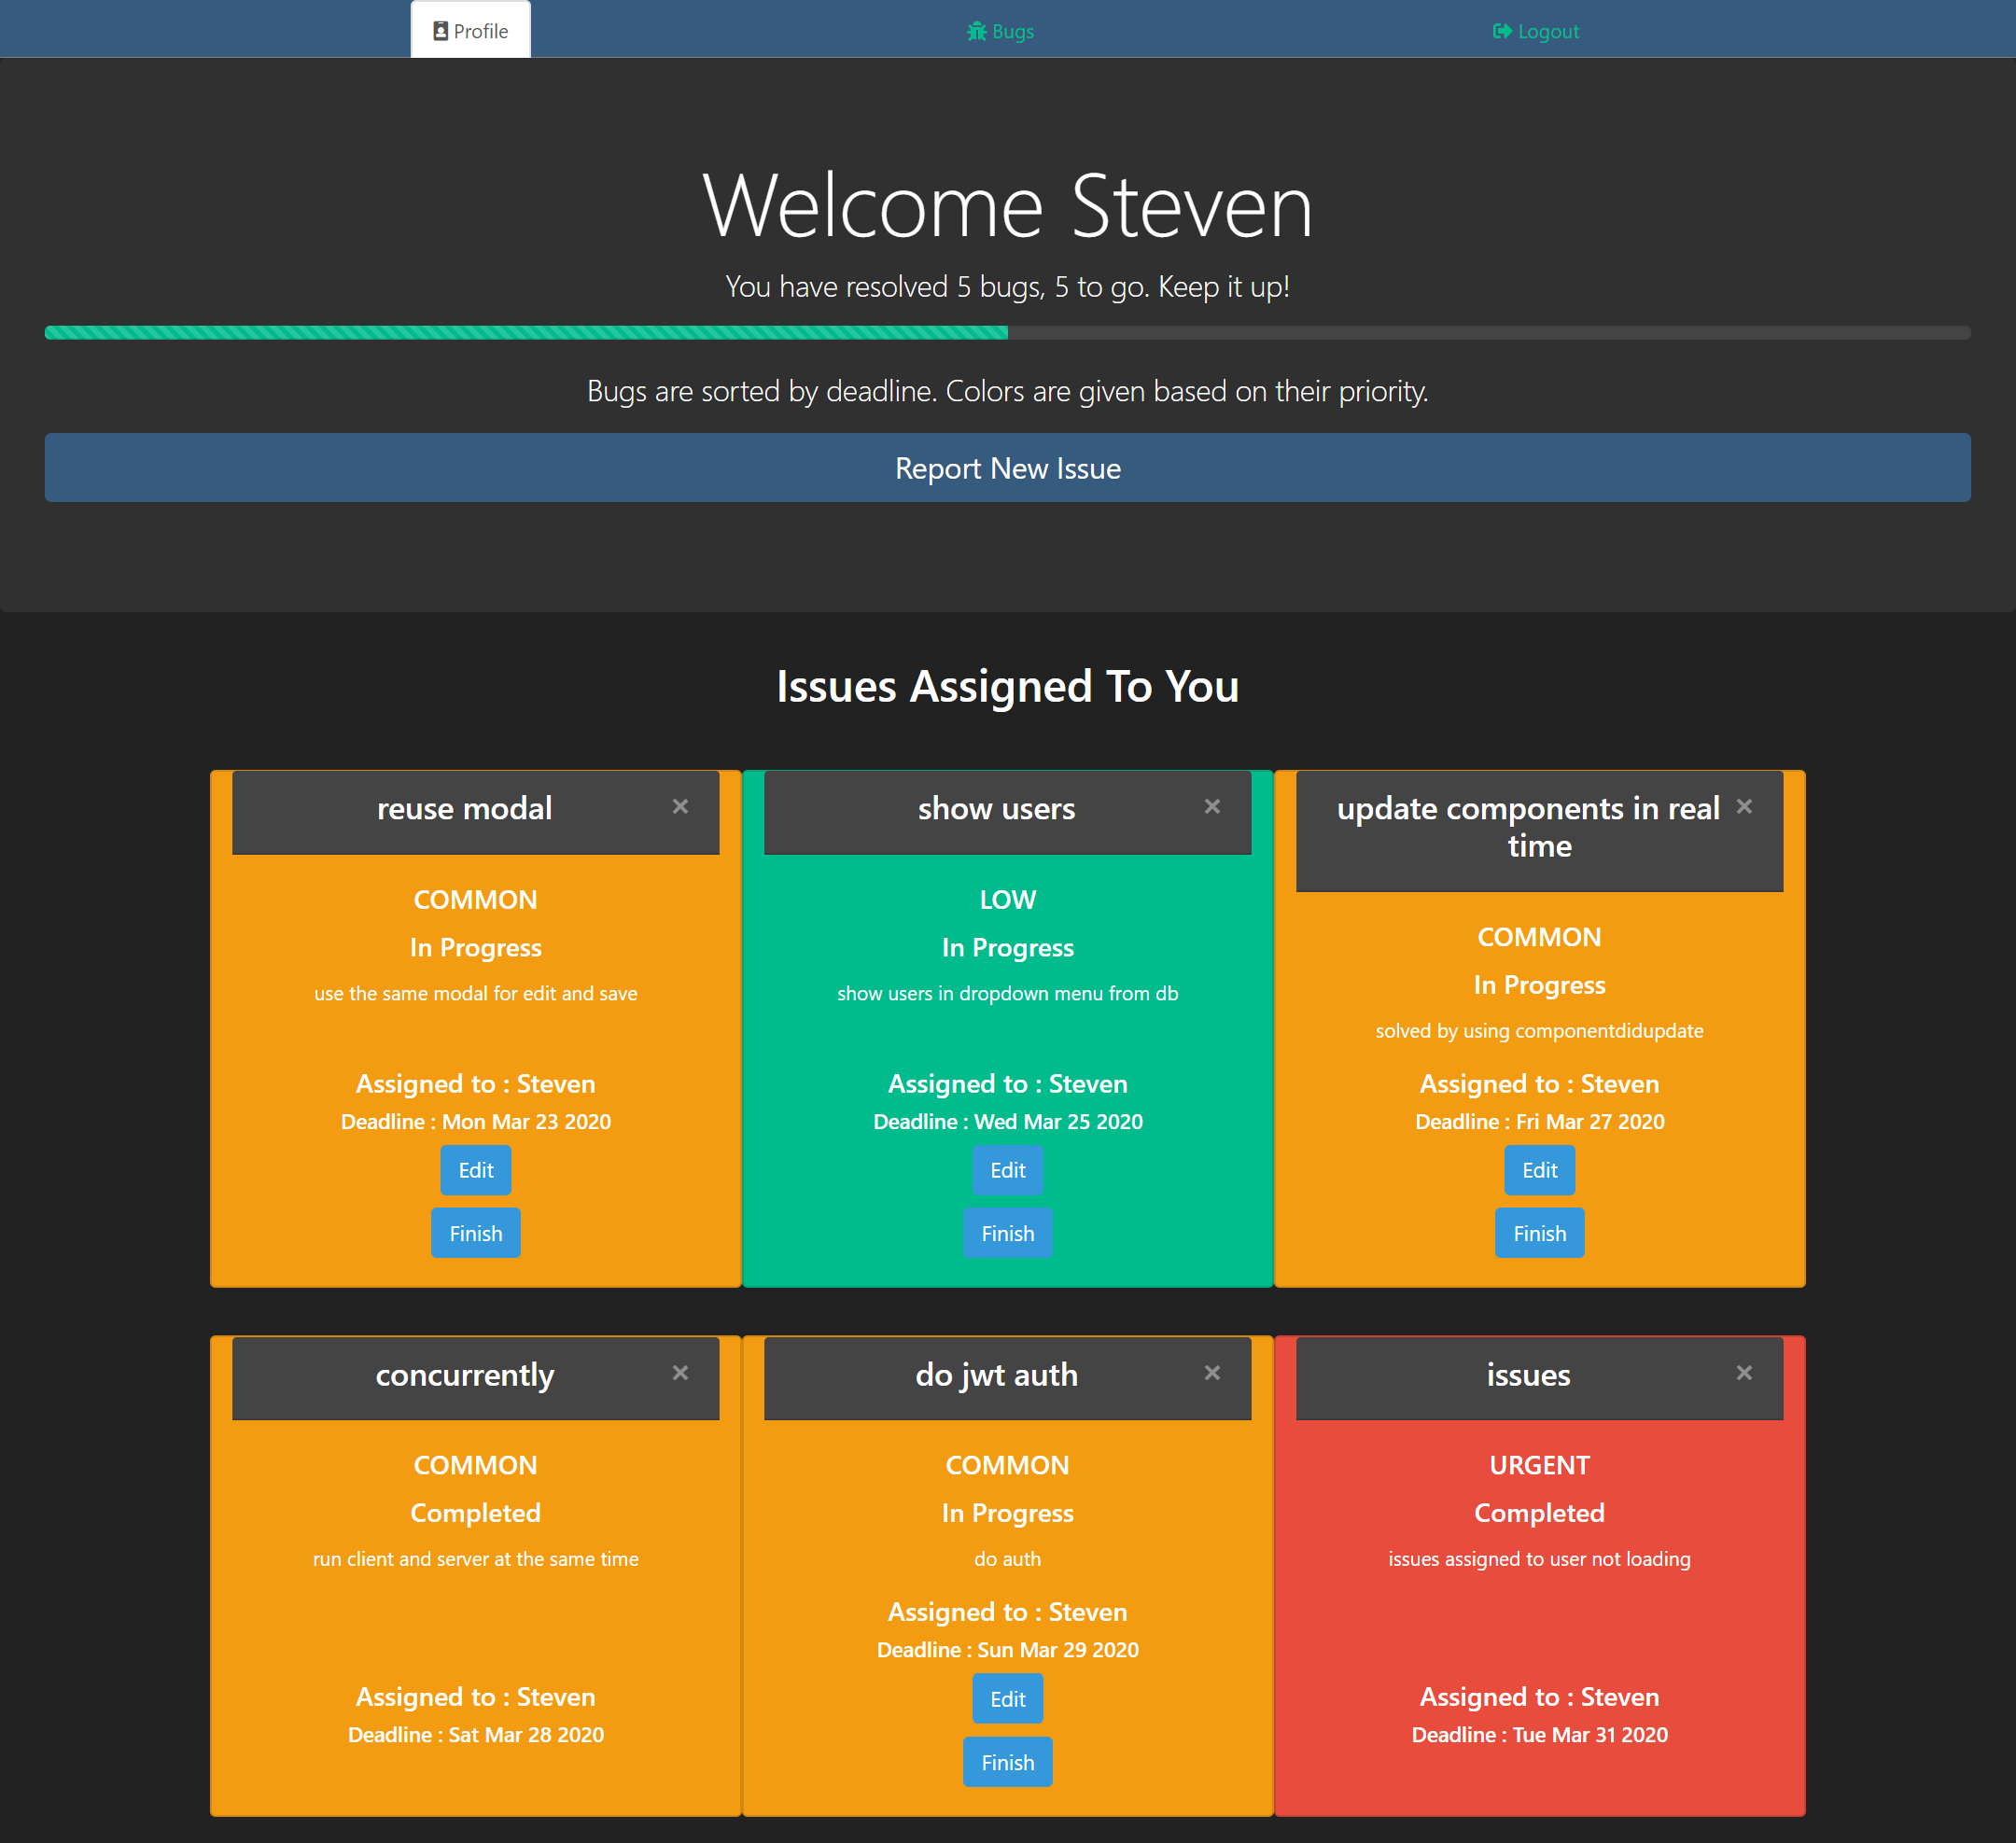 Profile
Bugs
Logout
Welcome Steven
You have resolved 5 bugs, 5 to go. Keep it up!
Bugs are sorted by deadline. Colors are given based on their priority.
Report New Issue
Issues Assigned To You
reuse modal ×
COMMON
In Progress
use the same modal for edit and save
Assigned to : Steven
Deadline : Mon Mar 23 2020
Edit
Finish
show users ×
LOW
In Progress
show users in dropdown menu from db
Assigned to : Steven
Deadline : Wed Mar 25 2020
Edit
Finish
update components in real ×
time
COMMON
In Progress
solved by using componentdidupdate
Assigned to : Steven
Deadline : Fri Mar 27 2020
Edit
Finish
concurrently ×
COMMON
Completed
run client and server at the same time
Assigned to : Steven
Deadline : Sat Mar 28 2020
do jwt auth ×
COMMON
In Progress
do auth
Assigned to : Steven
Deadline : Sun Mar 29 2020
Edit
Finish
issues ×
URGENT
Completed
issues assigned to user not loading
Assigned to : Steven
Deadline : Tue Mar 31 2020